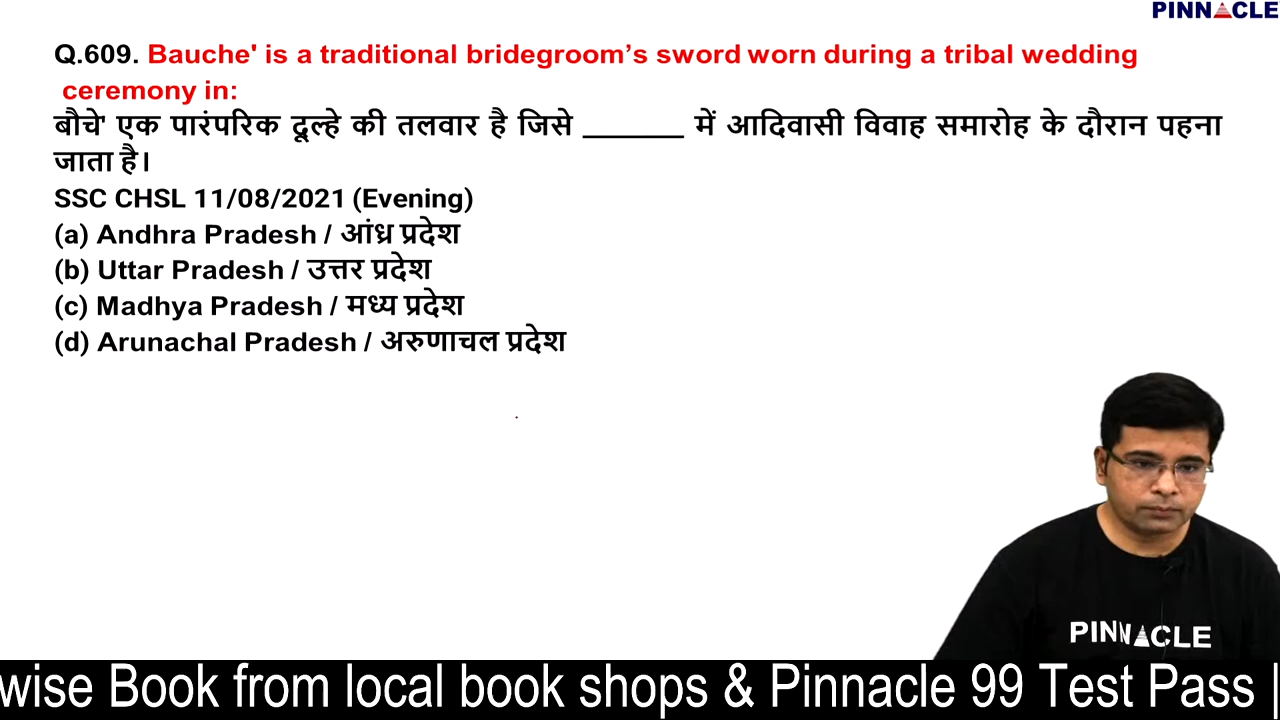 PINNACLE
Q.609. Bauche' is a traditional bridegroom’s sword worn during a tribal wedding
ceremony in:
बौचे' एक पारंपरिक दूल्हे की तलवार है जिसे _______ में आदिवासी विवाह समारोह के दौरान पहना
जाता है।
SSC CHSL 11/08/2021 (Evening)
(a) Andhra Pradesh / आंध्र प्रदेश
(b) Uttar Pradesh / उत्तर प्रदेश
(c) Madhya Pradesh / मध्य प्रदेश
(d) Arunachal Pradesh / अरुणाचल प्रदेश
PINNACLE
wise Book from local book shops & Pinnacle 99 Test Pass |